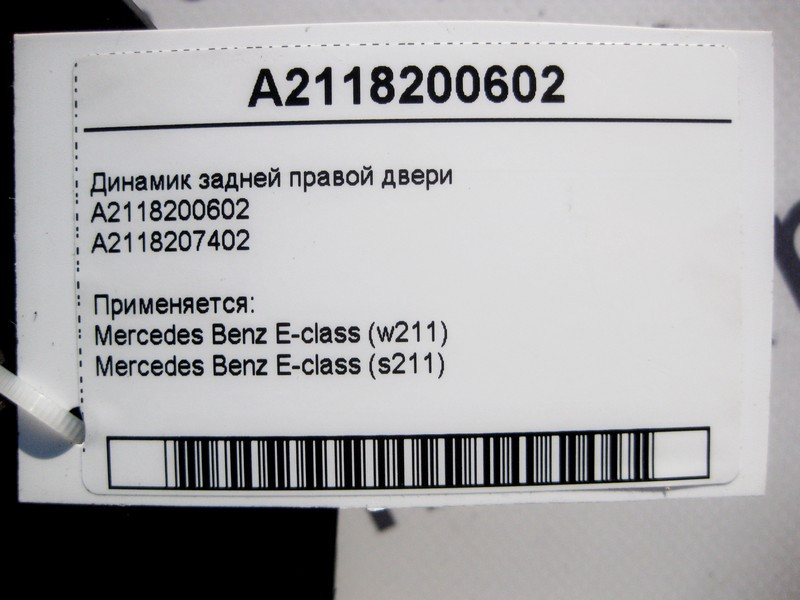 A2118200602
Динамик задней правой двери
A2118200602
A2118207402
Применяется:
Mercedes Benz E-class (w211)
Mercedes Benz E-class (s211)